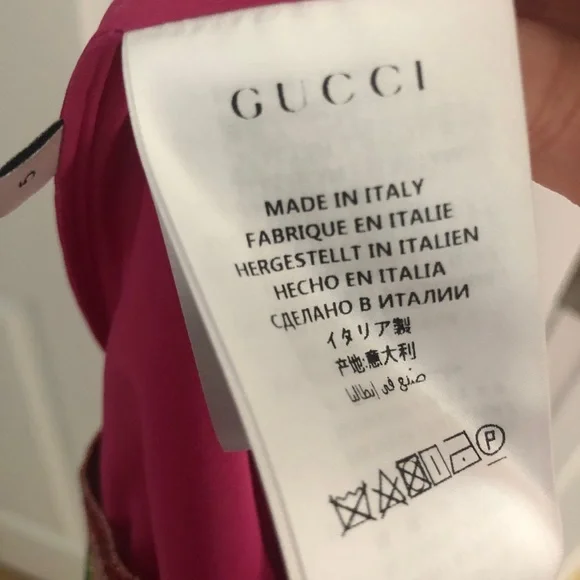 GUCCI
MADE IN ITALY
FABRIQUE EN ITALIE
HERGESTELLT IN ITALIEN
HECHO EN ITALIA
СДЕЛАНО В ИТАЛИИ
イタリア製
产地:意大利
صنع في إيطاليا
P
S